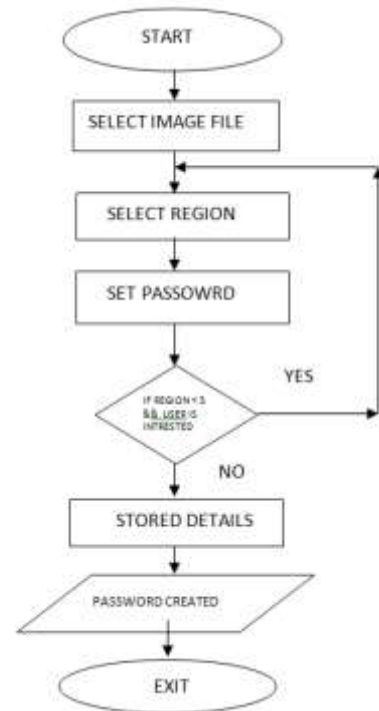 START
SELECT IMAGE FILE
SELECT REGION
SET PASSOWRD
YES
IF REGION < 3
&& USER IS
INTRESTED
NO
STORED DETAILS
PASSWORD CREATED
EXIT